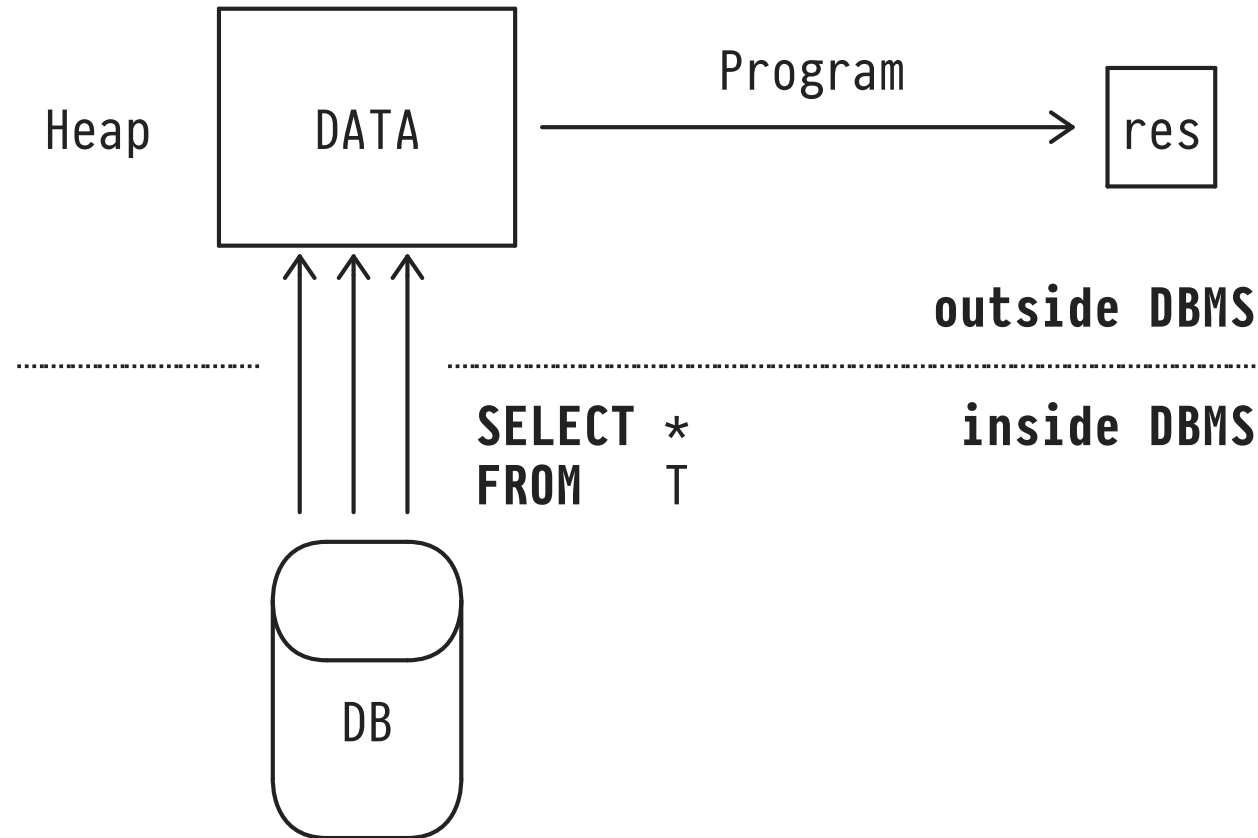 Program
Heap
DATA
res
outside DBMS
SELECT *
inside DBMS
FROM T
DB